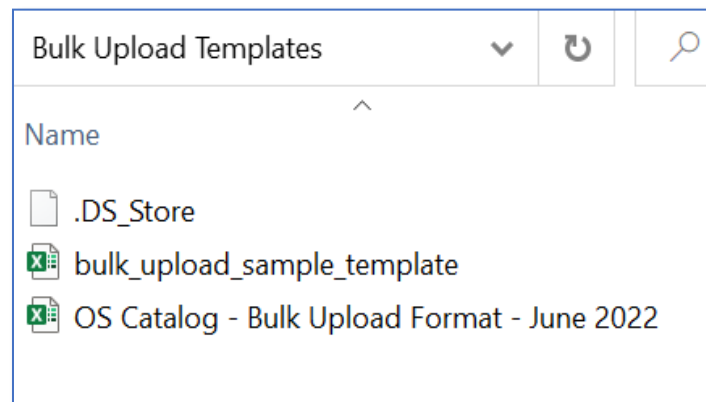 Bulk Upload Templates
Name
.DS_Store
bulk_upload_sample_template
OS Catalog - Bulk Upload Format - June 2022